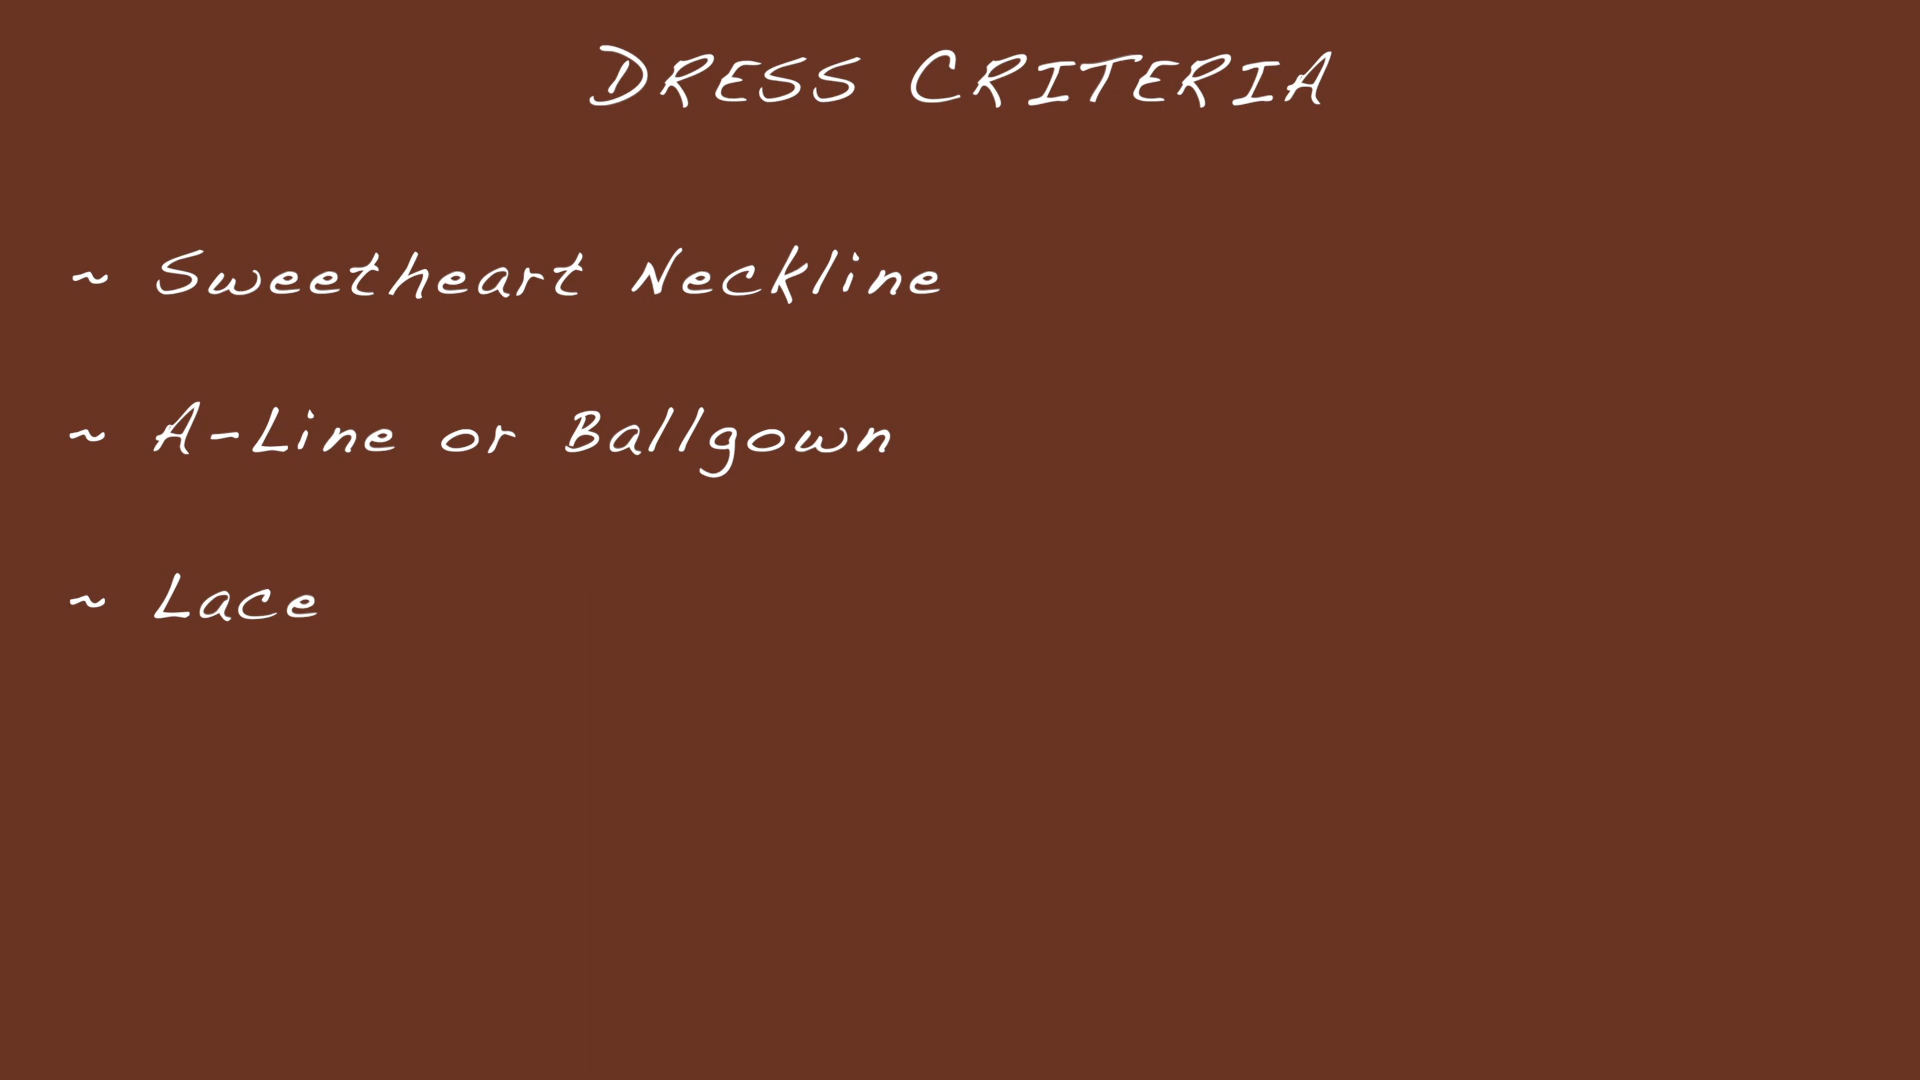 DRESS CRITERIA
~ Sweetheart Neckline
~ A-Line or Ballgown
~ Lace